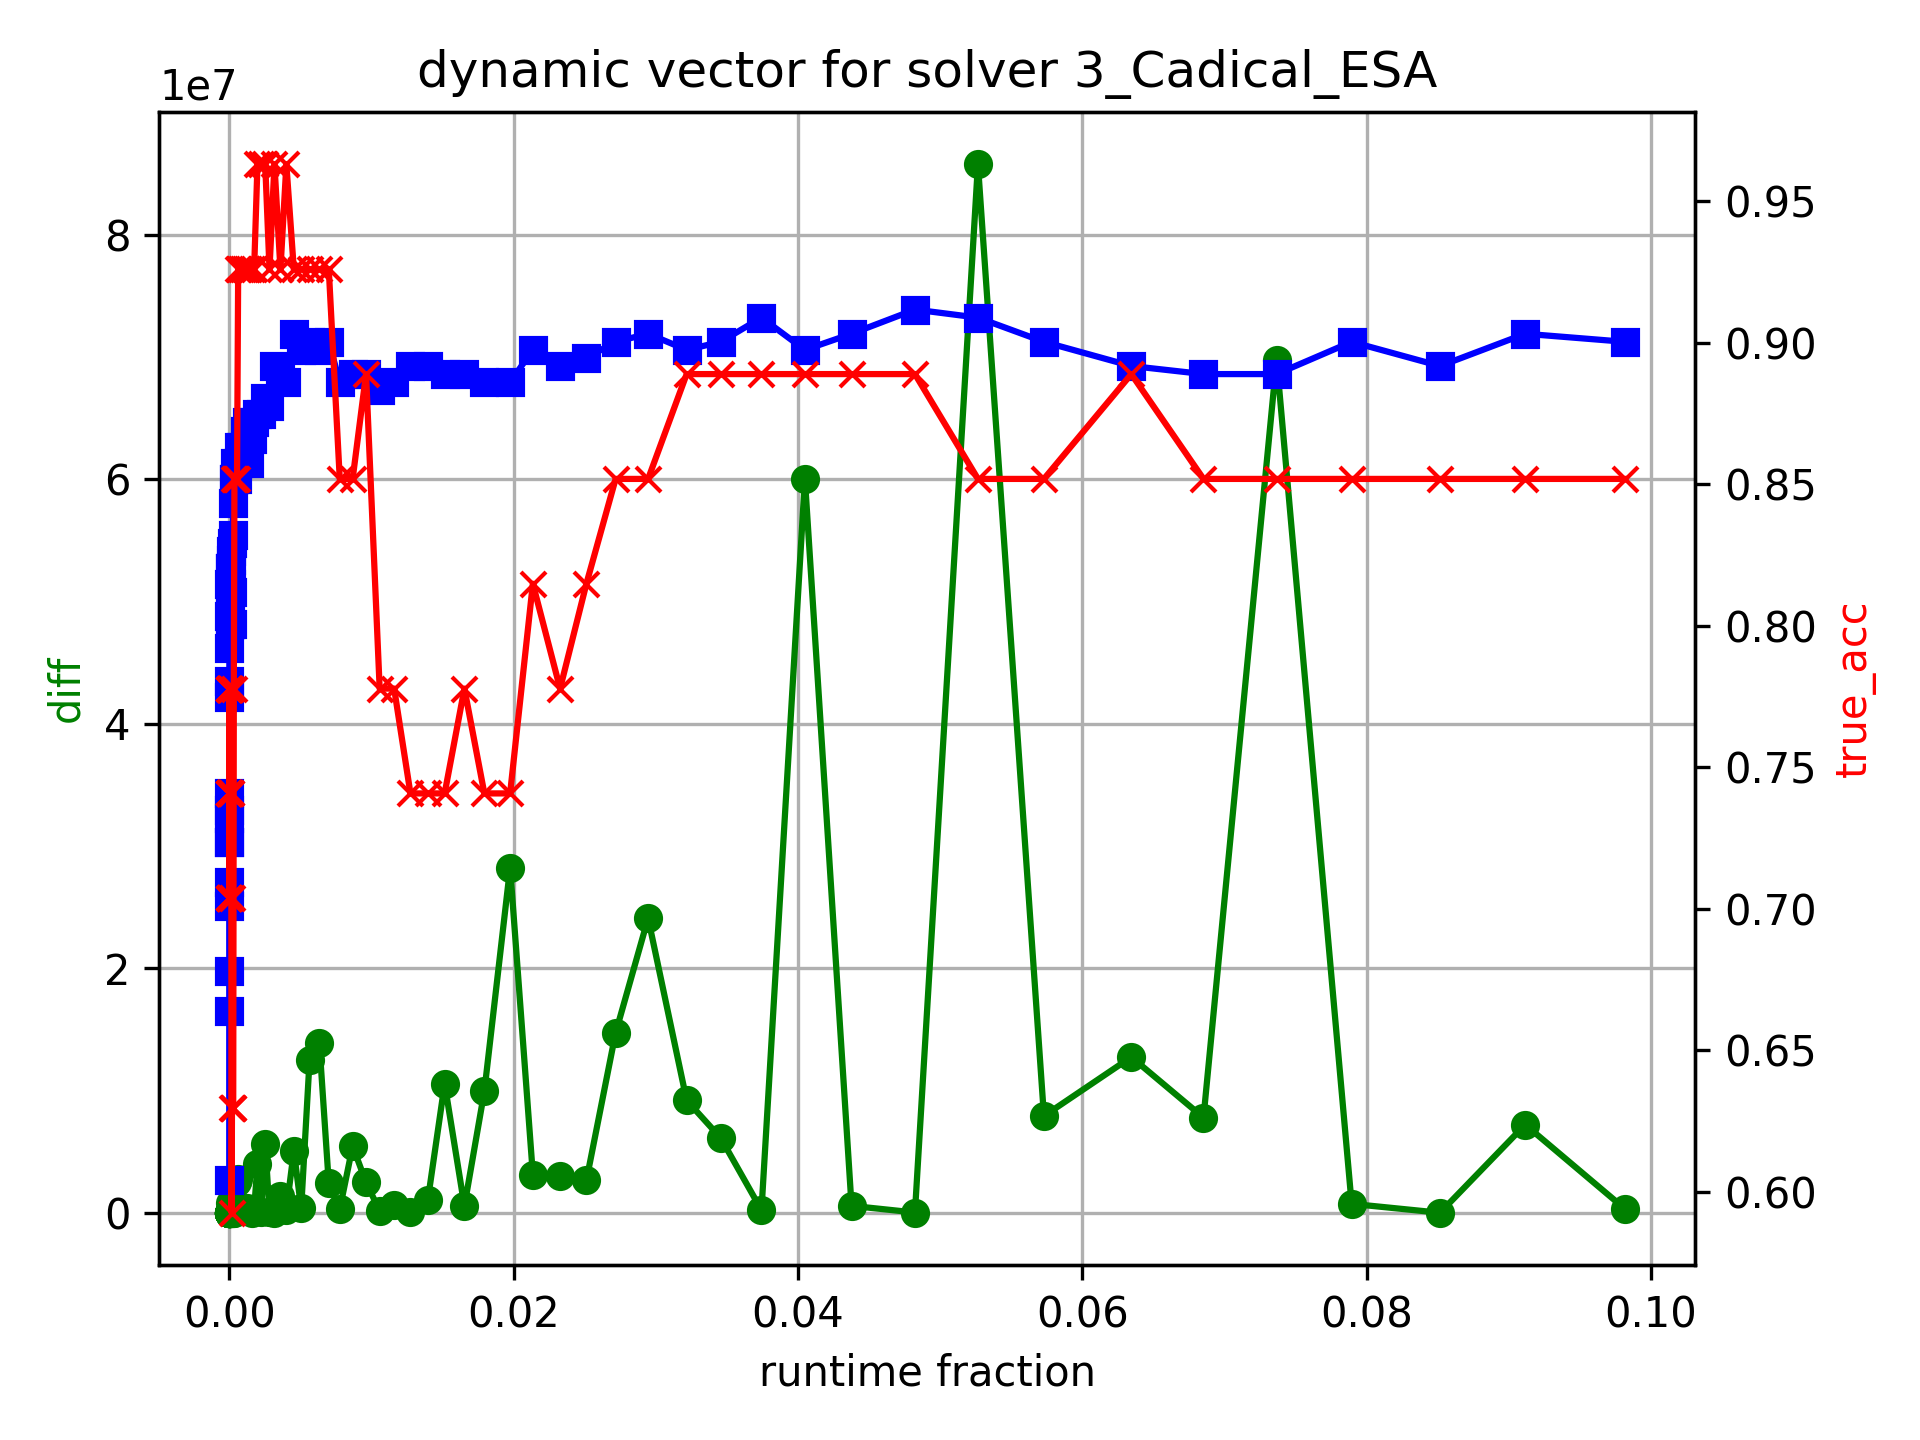 dynamic vector for solver 3_Cadical_ESA
1e7
8
6
4
2
0
diff
0.95
0.90
0.85
0.80
0.75
0.70
0.65
0.60
true_acc
0.00 0.02 0.04 0.06 0.08 0.10
runtime fraction